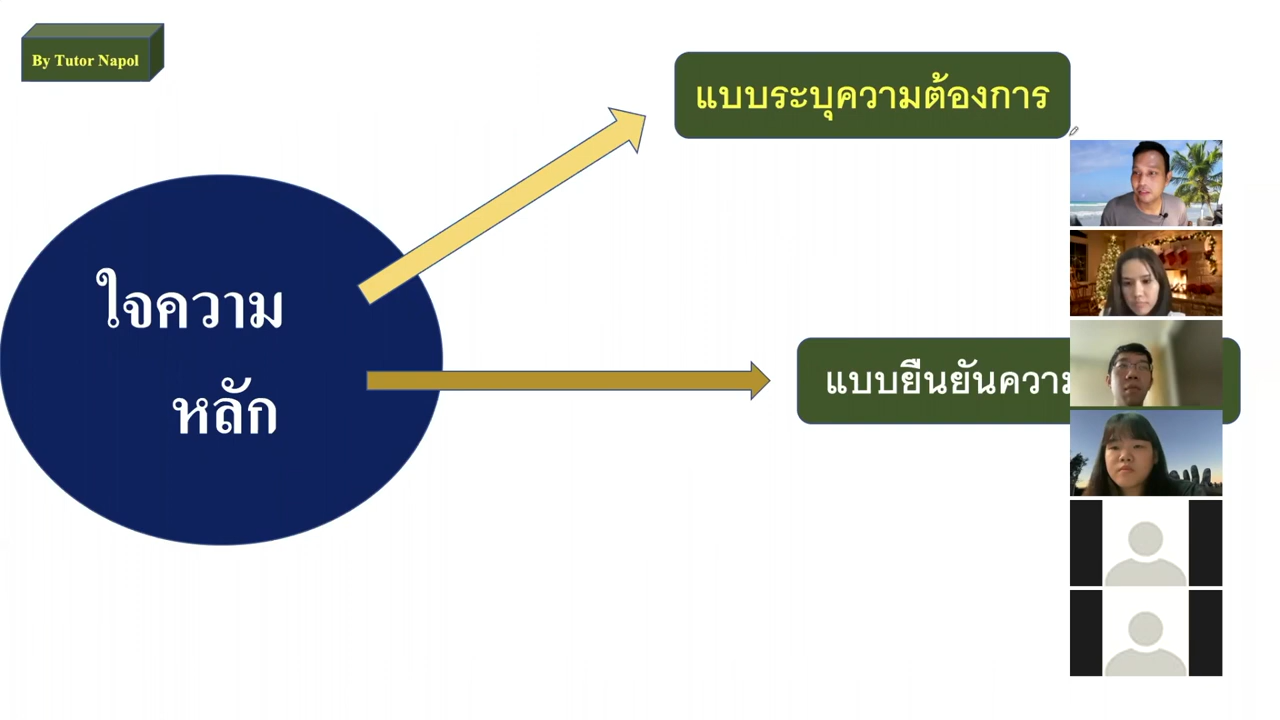 By Tutor Napol
แบบระบุความต้องการ
ใจความ
หลัก
แบบยืนยันความ